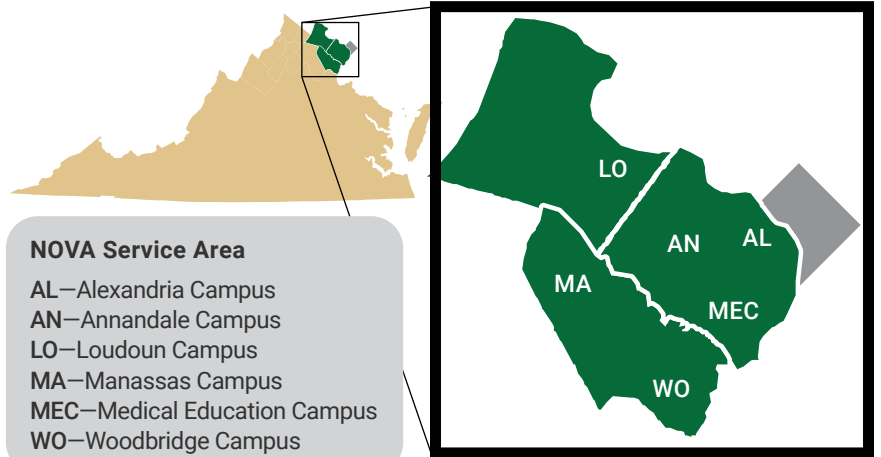 NOVA Service Area
AL—Alexandria Campus
AN—Annandale Campus
LO—Loudoun Campus
MA—Manassas Campus
MEC—Medical Education Campus
WO—Woodbridge Campus
LO
AN
AL
MA
MEC
WO